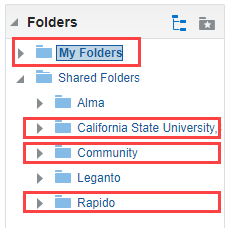 Folders
My Folders
Shared Folders
Alma
California State University,
Community
Leganto
Rapido